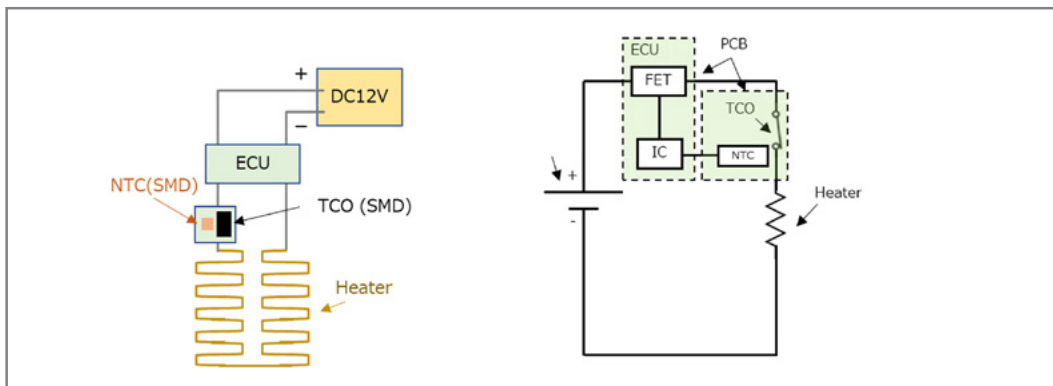 +
DC12V
−
ECU
NTC(SMD)
TCO (SMD)
Heater
PCB
ECU
FET
TCO
IC
NTC
+
-
Heater